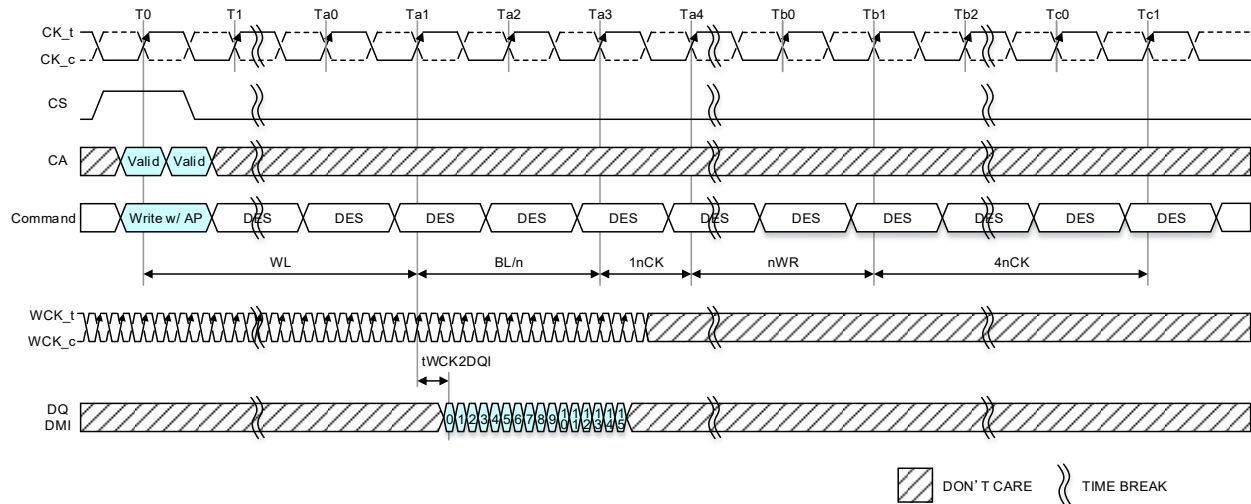 T0 T1 Ta0 Ta1 Ta2 Ta3 Ta4 Tb0 Tb1 Tb2 Tc0 Tc1
CK_t
CK_c
CS
CA Valid Valid
Command Write w/ AP DES DES DES DES DES DES DES DES DES DES DES
WL BL/n 1nCK nWR 4nCK
WCK_t
WCK_c
tWCK2DQI
DQ
DMI
0 1 2 3 4 5 6 7 8 9 10 11 12 13 14 15
DON'T CARE TIME BREAK